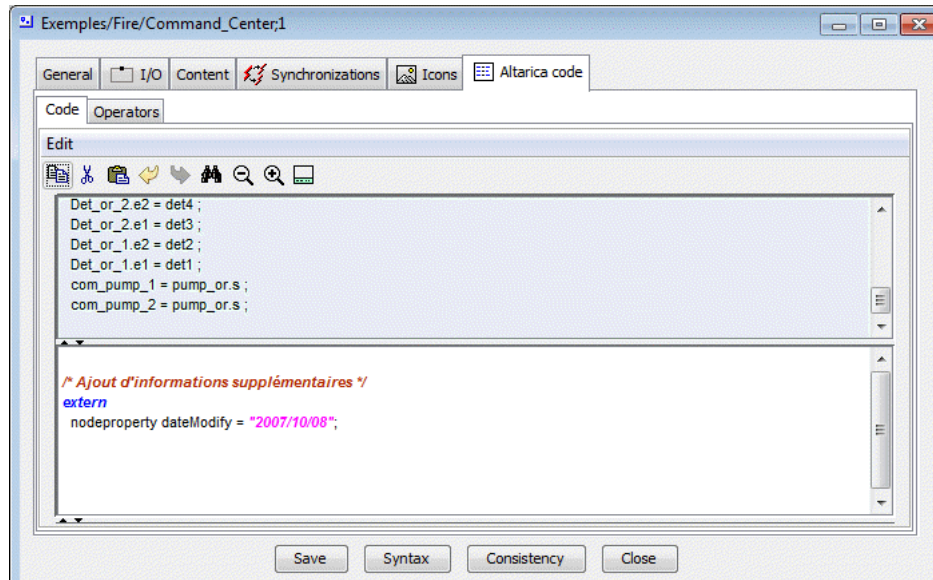 Exemples/Fire/Command_Center;1
General I/O Content Synchronizations Icons Altarica code
Code Operators
Edit
Det_or_2.e2 = det4 ;
Det_or_2.e1 = det3 ;
Det_or_1.e2 = det2 ;
Det_or_1.e1 = det1 ;
com_pump_1 = pump_or.s ;
com_pump_2 = pump_or.s ;
/* Ajout d'informations supplémentaires */
extern
nodeproperty dateModify = "2007/10/08";
Save Syntax Consistency Close